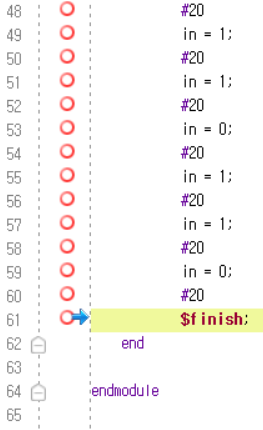 48 #20
49 in = 1;
50 #20
51 in = 1;
52 #20
53 in = 0;
54 #20
55 in = 1;
56 #20
57 in = 1;
58 #20
59 in = 0;
60 #20
61 $finish;
62 end
63
64 endmodule
65